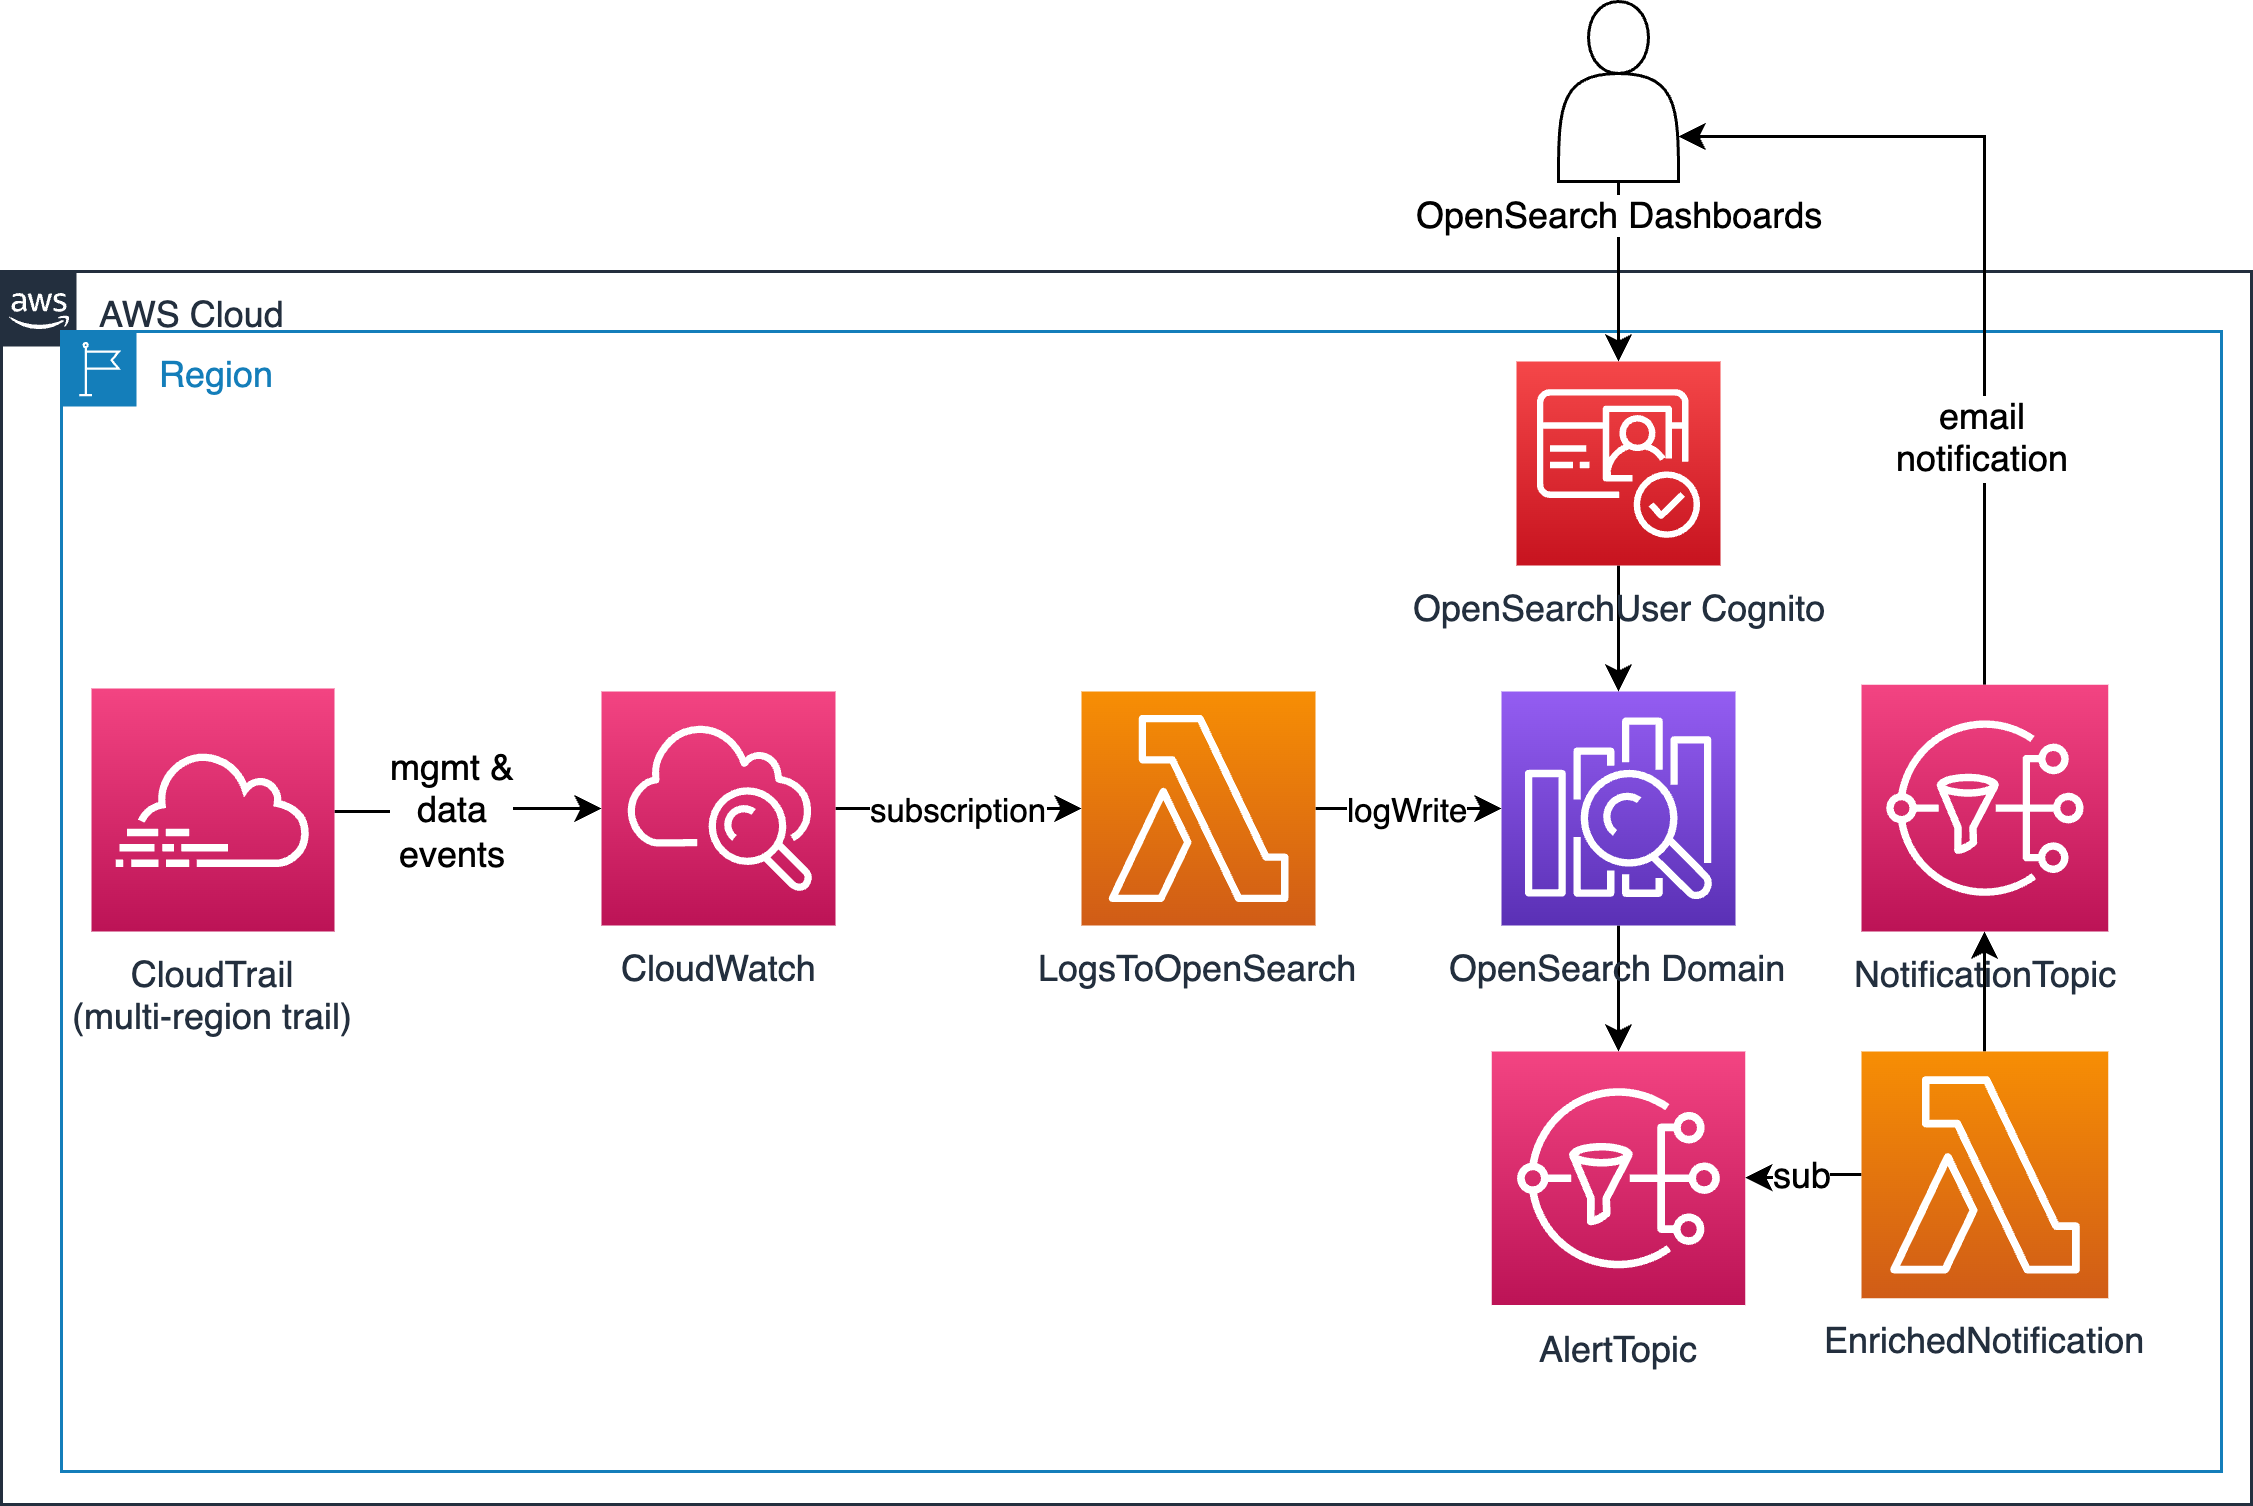 OpenSearch Dashboards
aws
AWS Cloud
Region
email
notification
OpenSearchUser Cognito
mgmt &
data
events
subscription
logWrite
CloudTrail
(multi-region trail)
CloudWatch
LogsToOpenSearch
OpenSearch Domain
NotificationTopic
sub
AlertTopic
EnrichedNotification